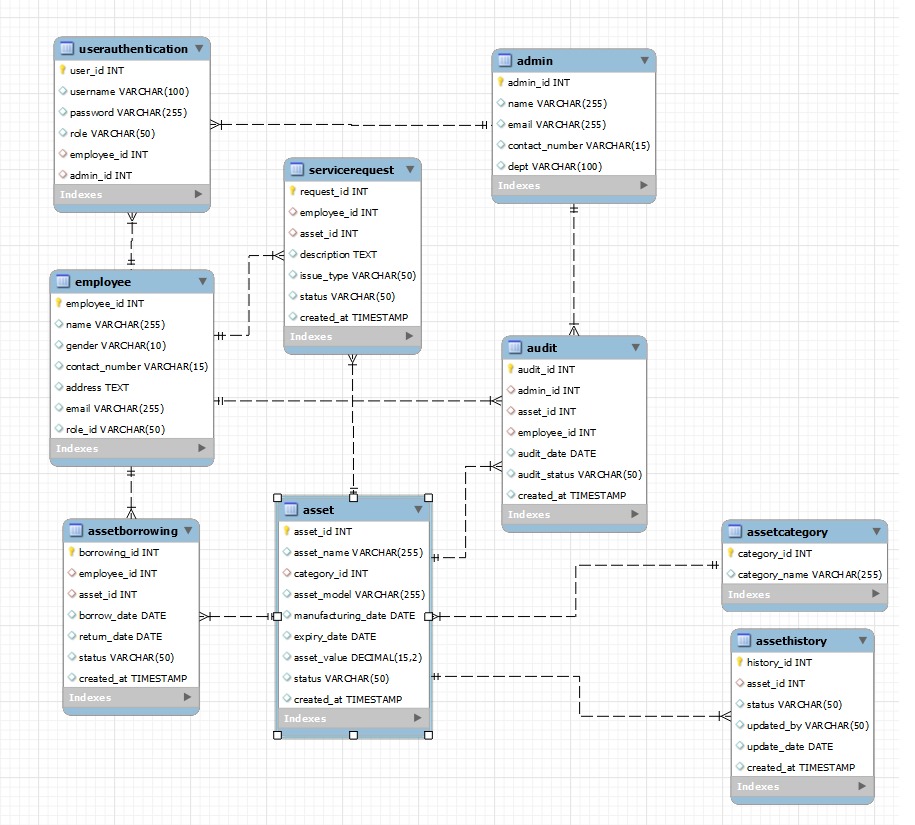 userauthentication
user_id INT
username VARCHAR(100)
password VARCHAR(255)
role VARCHAR(50)
employee_id INT
admin_id INT
Indexes
admin
admin_id INT
name VARCHAR(255)
email VARCHAR(255)
contact_number VARCHAR(15)
dept VARCHAR(100)
Indexes
servicerequest
request_id INT
employee_id INT
asset_id INT
description TEXT
issue_type VARCHAR(50)
status VARCHAR(50)
created_at TIMESTAMP
Indexes
employee
employee_id INT
name VARCHAR(255)
gender VARCHAR(10)
contact_number VARCHAR(15)
address TEXT
email VARCHAR(255)
role_id VARCHAR(50)
Indexes
audit
audit_id INT
admin_id INT
asset_id INT
employee_id INT
audit_date DATE
audit_status VARCHAR(50)
created_at TIMESTAMP
Indexes
assetborrowing
borrowing_id INT
employee_id INT
asset_id INT
borrow_date DATE
return_date DATE
status VARCHAR(50)
created_at TIMESTAMP
Indexes
asset
asset_id INT
asset_name VARCHAR(255)
category_id INT
asset_model VARCHAR(255)
manufacturing_date DATE
expiry_date DATE
asset_value DECIMAL(15,2)
status VARCHAR(50)
created_at TIMESTAMP
Indexes
assetcategory
category_id INT
category_name VARCHAR(255)
Indexes
assethistory
history_id INT
asset_id INT
status VARCHAR(50)
updated_by VARCHAR(50)
update_date DATE
created_at TIMESTAMP
Indexes